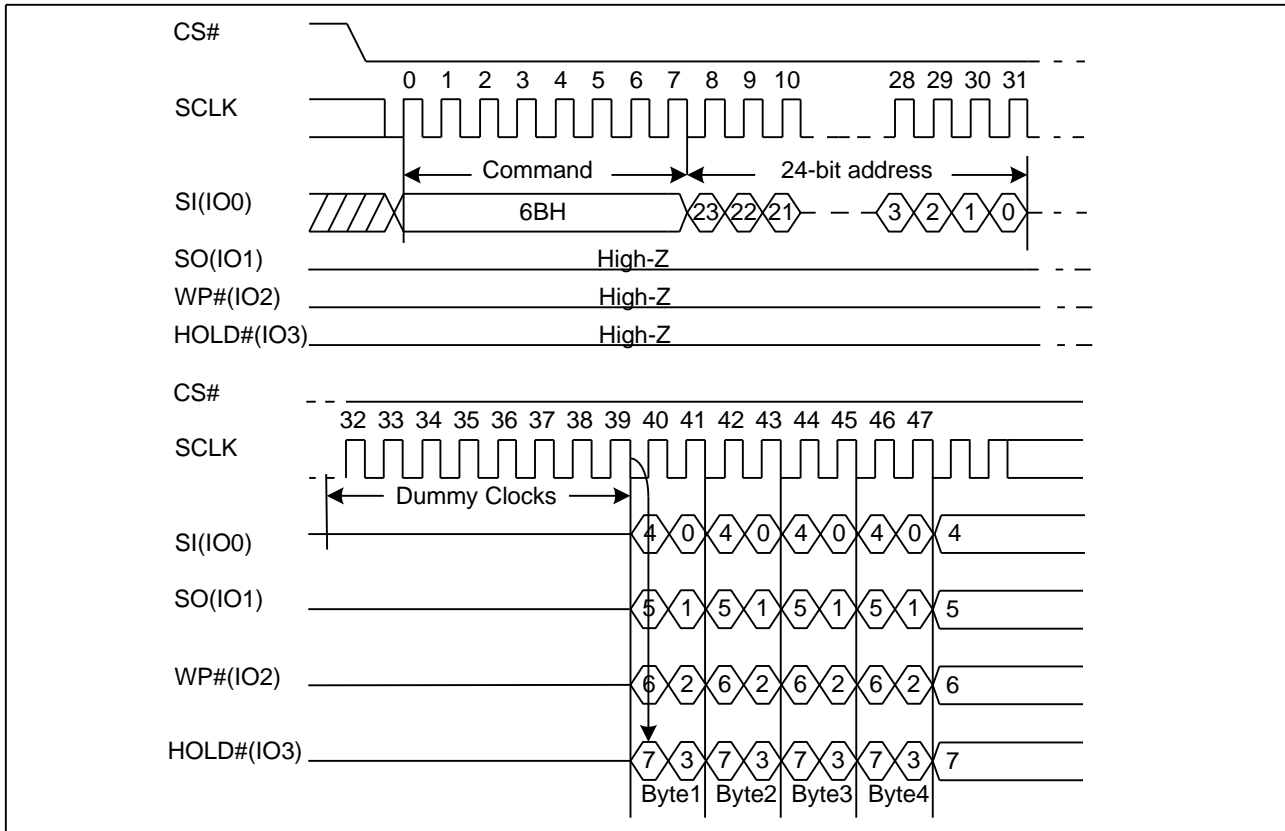 CS#
0 1 2 3 4 5 6 7 8 9 10 28 29 30 31
SCLK
Command 24-bit address
SI(IO0) 6BH 23 22 21 3 2 1 0
SO(IO1) High-Z
WP#(IO2) High-Z
HOLD#(IO3) High-Z
CS#
32 33 34 35 36 37 38 39 40 41 42 43 44 45 46 47
SCLK
Dummy Clocks
SI(IO0) 4 0 4 0 4 0 4 0 4
SO(IO1) 5 1 5 1 5 1 5 1 5
WP#(IO2) 6 2 6 2 6 2 6 2 6
HOLD#(IO3) 7 3 7 3 7 3 7 3 7
Byte1 Byte2 Byte3 Byte4